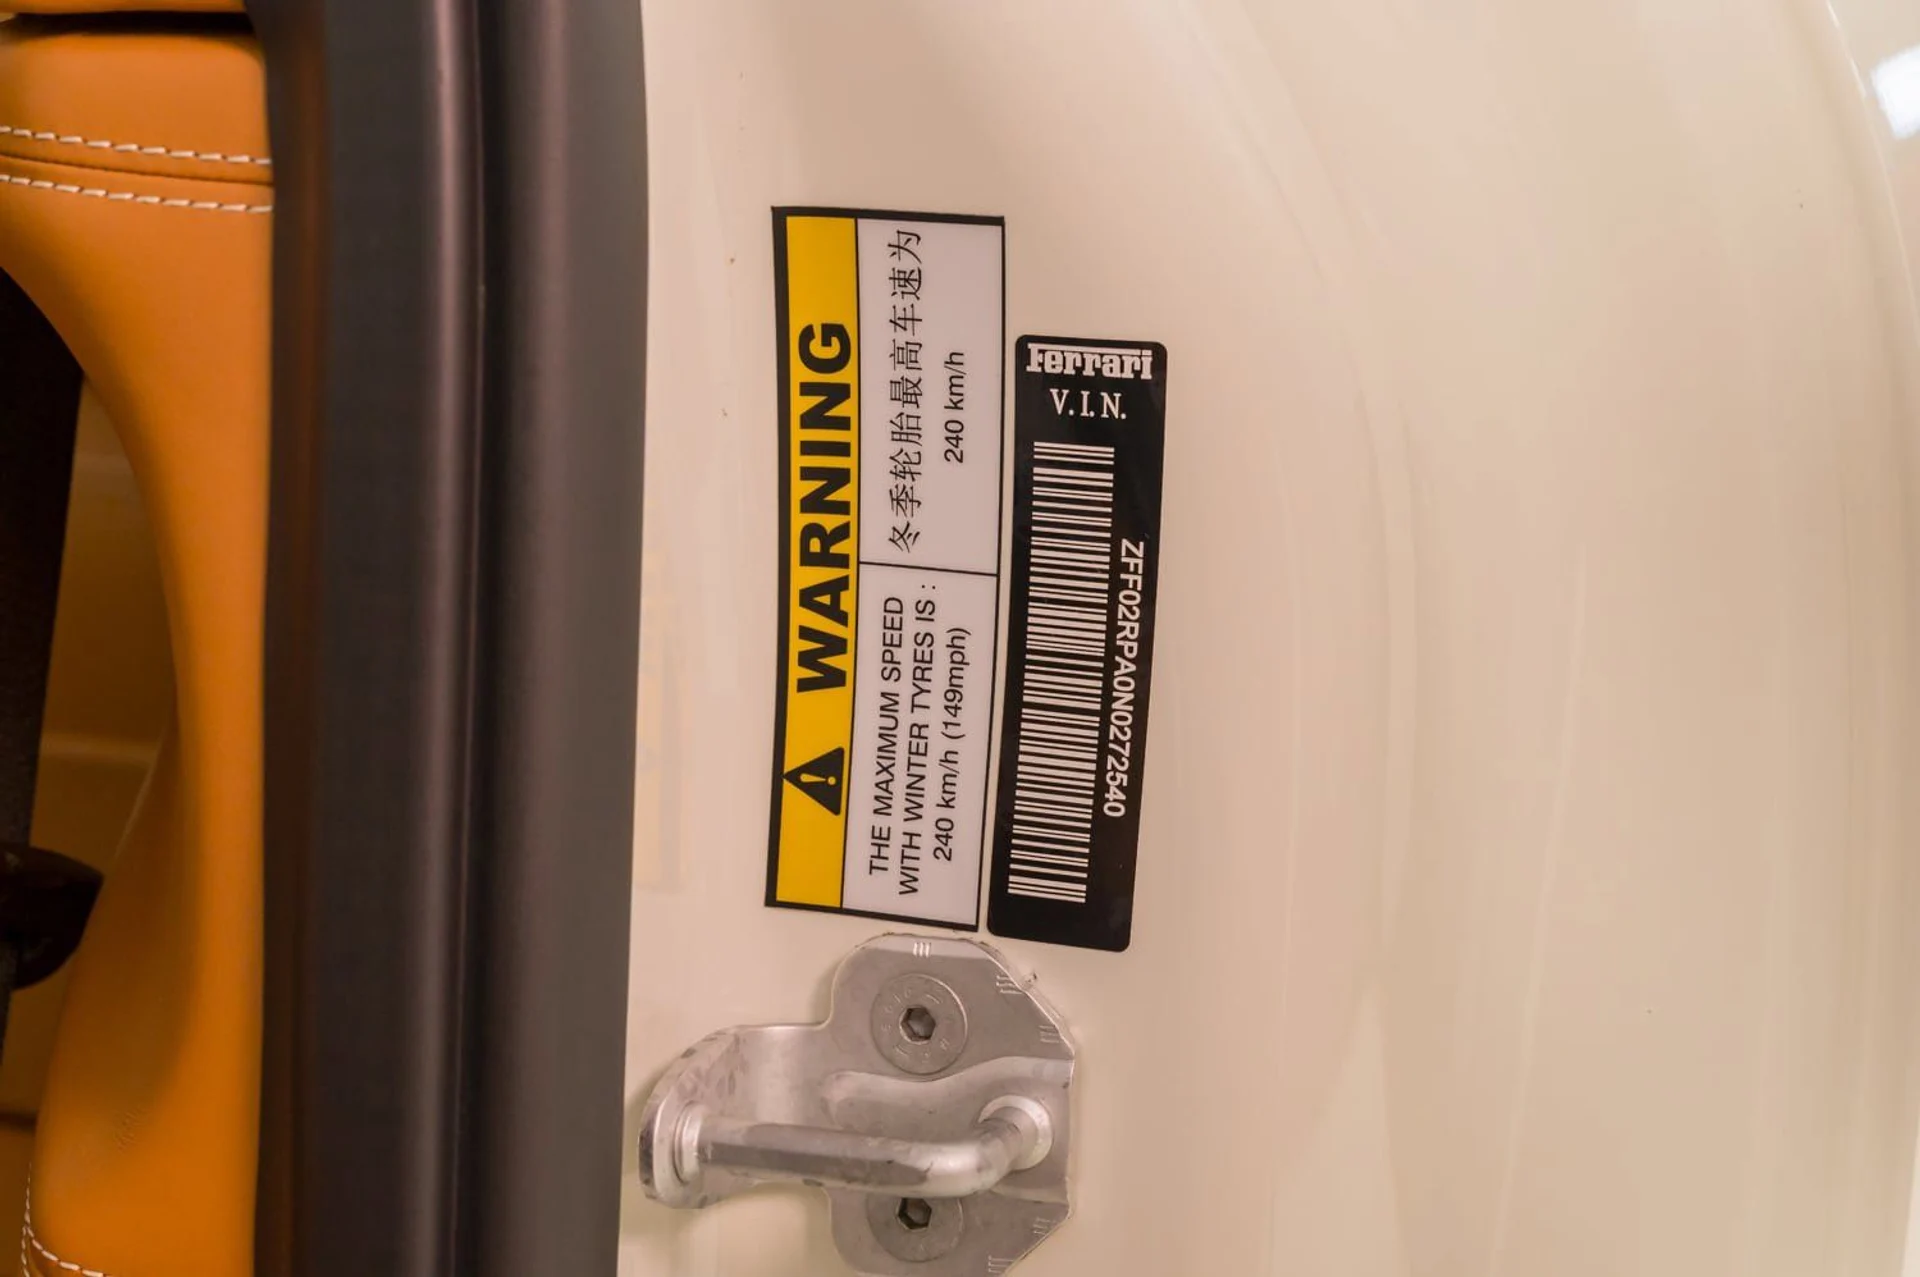 WARNING
THE MAXIMUM SPEED
WITH WINTER TYRES IS :
240 km/h (149mph)
冬季轮胎最高车速为
240 km/h
Ferrari
V.I.N.
ZFF02RPA0N0272540